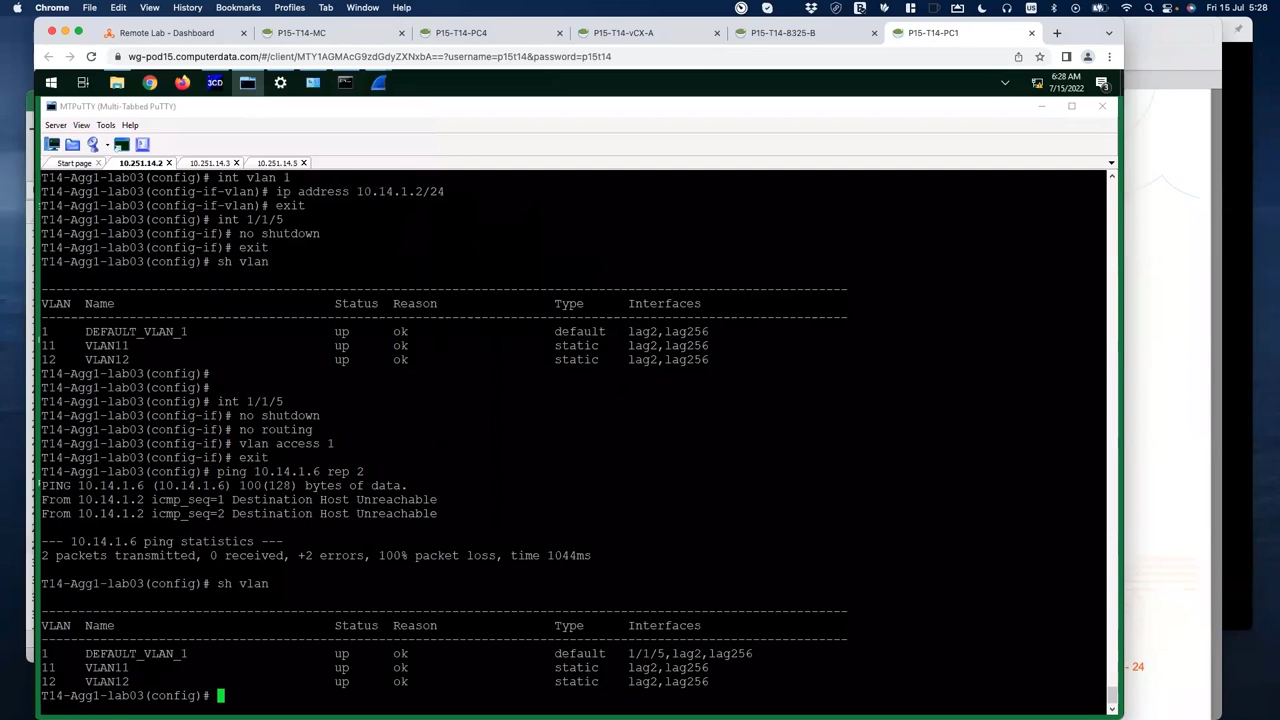 Chrome File Edit View History Bookmarks Profiles Tab Window Help Fri 15 Jul 5:28
Remote Lab - Dashboard P15-T14-MC P15-T14-PC4 P15-T14-vCX-A P15-T14-8325-B P15-T14-PC1
wg-pod15.computerdata.com/#/client/MTY1AGMAcG9zdGdyZXNxbA==?username=p15t14&password=p15t14
3CD
6:28 AM
7/15/2022
3
MTPuTTY (Multi-Tabbed PuTTY)
Server View Tools Help
Start page 10.251.14.2 10.251.14.3 10.251.14.5
T14-Agg1-lab03(config)# int vlan 1
T14-Agg1-lab03(config-if-vlan)# ip address 10.14.1.2/24
T14-Agg1-lab03(config-if-vlan)# exit
T14-Agg1-lab03(config)# int 1/1/5
T14-Agg1-lab03(config-if)# no shutdown
T14-Agg1-lab03(config-if)# exit
T14-Agg1-lab03(config)# sh vlan
VLAN Name Status Reason Type Interfaces
1 DEFAULT_VLAN_1 up ok default lag2,lag256
11 VLAN11 up ok static lag2,lag256
12 VLAN12 up ok static lag2,lag256
T14-Agg1-lab03(config)#
T14-Agg1-lab03(config)#
T14-Agg1-lab03(config)# int 1/1/5
T14-Agg1-lab03(config-if)# no shutdown
T14-Agg1-lab03(config-if)# no routing
T14-Agg1-lab03(config-if)# vlan access 1
T14-Agg1-lab03(config-if)# exit
T14-Agg1-lab03(config)# ping 10.14.1.6 rep 2
PING 10.14.1.6 (10.14.1.6) 100(128) bytes of data.
From 10.14.1.2 icmp_seq=1 Destination Host Unreachable
From 10.14.1.2 icmp_seq=2 Destination Host Unreachable
--- 10.14.1.6 ping statistics ---
2 packets transmitted, 0 received, +2 errors, 100% packet loss, time 1044ms
T14-Agg1-lab03(config)# sh vlan
VLAN Name Status Reason Type Interfaces
1 DEFAULT_VLAN_1 up ok default 1/1/5,lag2,lag256
11 VLAN11 up ok static lag2,lag256
12 VLAN12 up ok static lag2,lag256
T14-Agg1-lab03(config)#
- 24